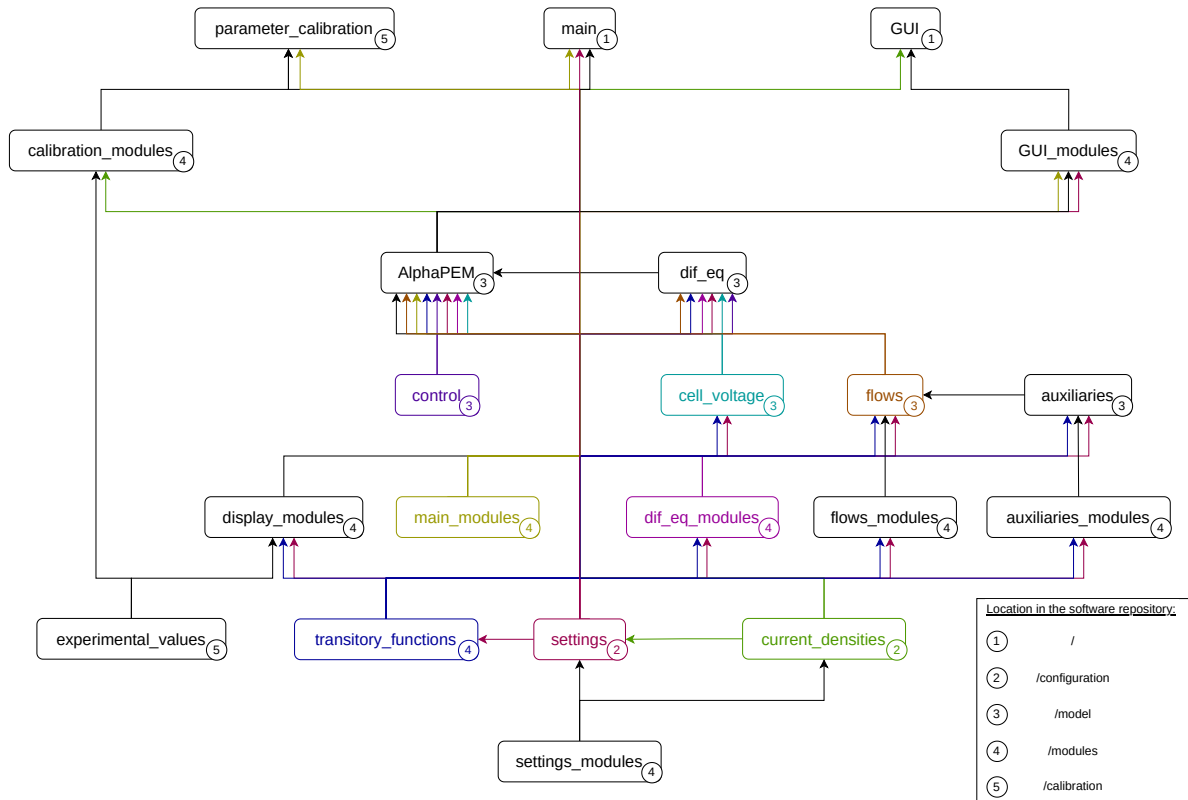 parameter_calibration 5
main 1
GUI 1
calibration_modules 4
GUI_modules 4
AlphaPEM 3
dif_eq 3
control 3
cell_voltage 3
flows 3
auxiliaries 3
display_modules 4
main_modules 4
dif_eq_modules 4
flows_modules 4
auxiliaries_modules 4
experimental_values 5
transitory_functions 4
settings 2
current_densities 2
settings_modules 4
Location in the software repository:
1 /
2 /configuration
3 /model
4 /modules
5 /calibration